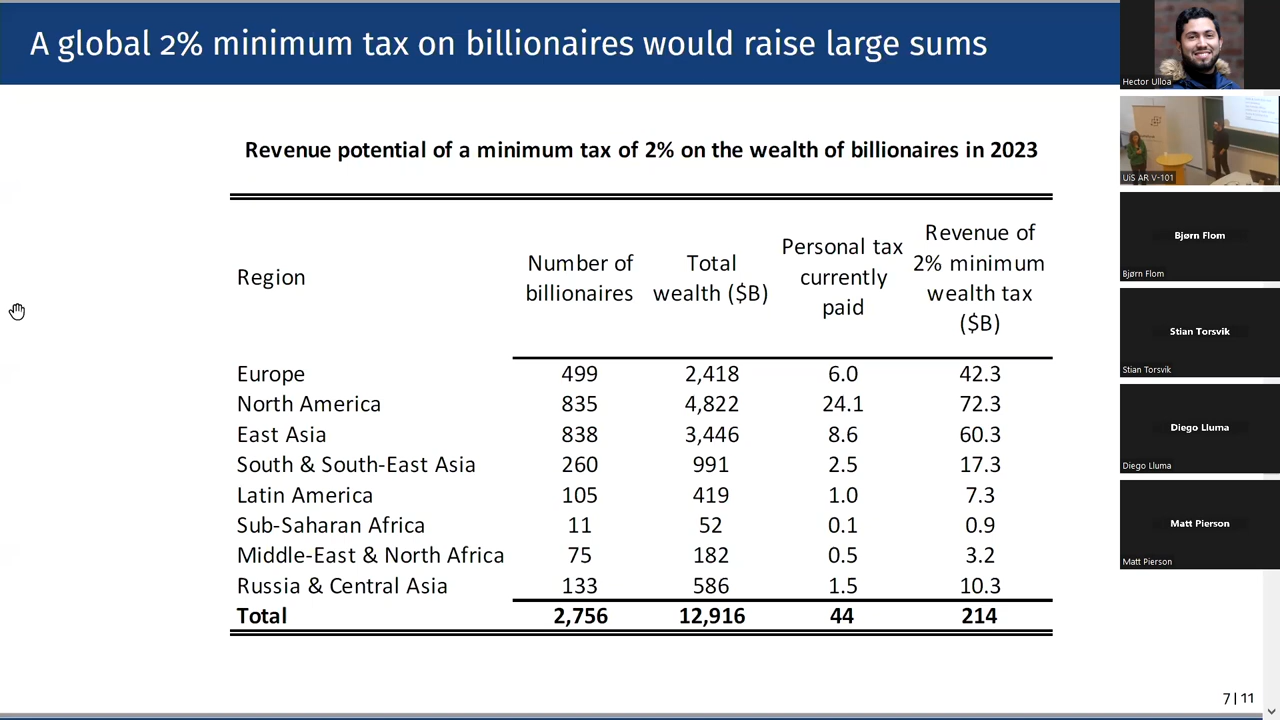 A global 2% minimum tax on billionaires would raise large sums
Revenue potential of a minimum tax of 2% on the wealth of billionaires in 2023
Region
Number of billionaires
Total wealth ($B)
Personal tax currently paid
Revenue of 2% minimum wealth tax ($B)
Europe 499 2,418 6.0 42.3
North America 835 4,822 24.1 72.3
East Asia 838 3,446 8.6 60.3
South & South-East Asia 260 991 2.5 17.3
Latin America 105 419 1.0 7.3
Sub-Saharan Africa 11 52 0.1 0.9
Middle-East & North Africa 75 182 0.5 3.2
Russia & Central Asia 133 586 1.5 10.3
Total 2,756 12,916 44 214
7 | 11
Hector Ulloa
UiS AR V-101
Bjørn Flom
Bjørn Flom
Stian Torsvik
Stian Torsvik
Diego Lluma
Diego Lluma
Matt Pierson
Matt Pierson